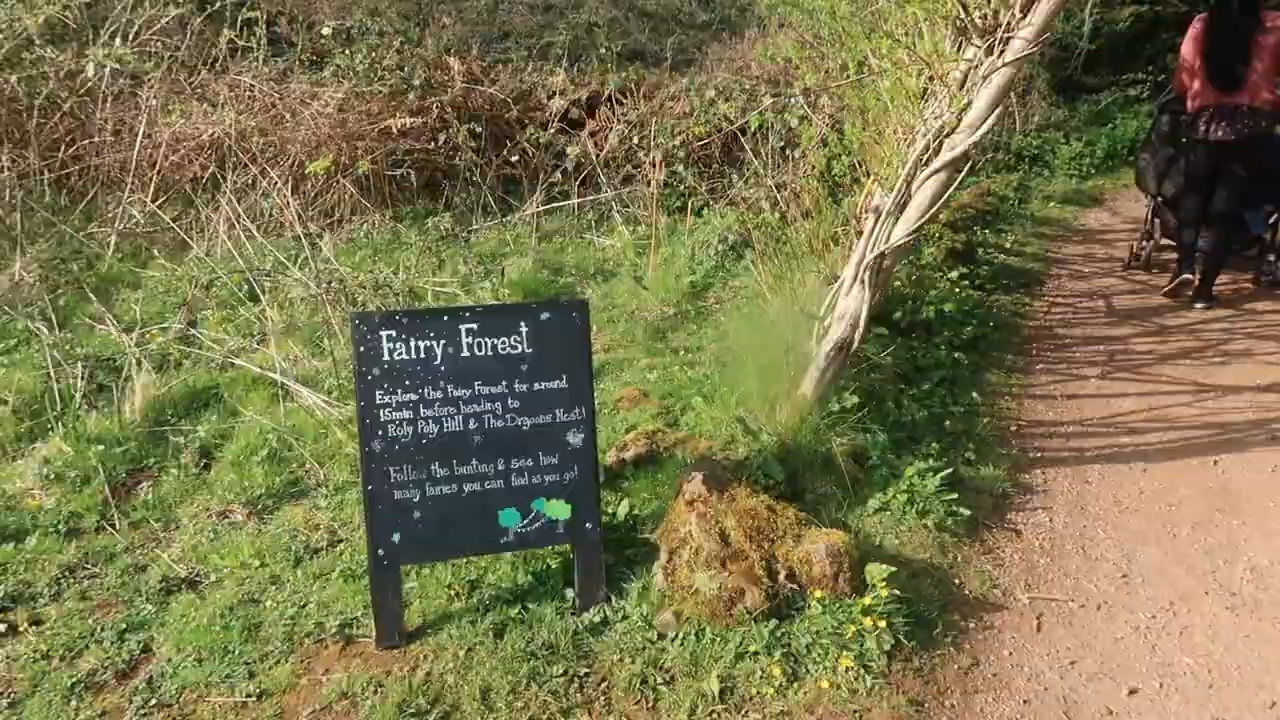 Fairy Forest
Explore the Fairy Forest for around
15min before heading to
Roly Poly Hill & The Dragons Nest!
Follow the bunting & see how
many fairies you can find as you go!